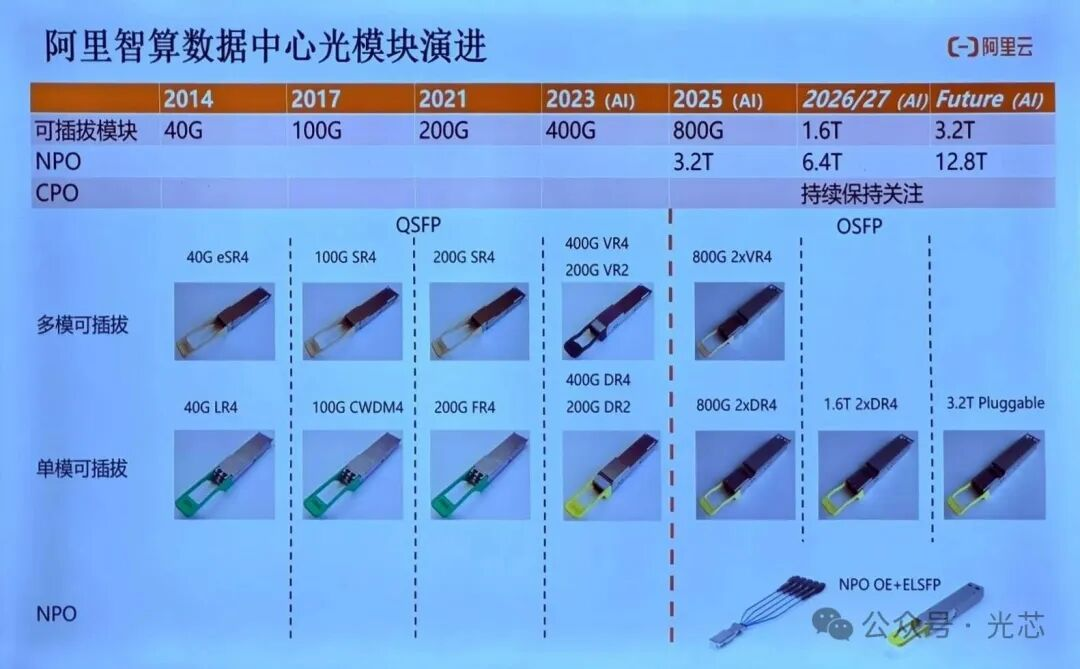 阿里智算数据中心光模块演进
阿里云
2014 2017 2021 2023 (AI) 2025 (AI) 2026/27 (AI) Future (AI)
可插拔模块 40G 100G 200G 400G 800G 1.6T 3.2T
NPO 3.2T 6.4T 12.8T
CPO 持续保持关注
QSFP OSFP
40G eSR4 100G SR4 200G SR4 400G VR4 800G 2xVR4
200G VR2
多模可插拔
400G DR4
40G LR4 100G CWDM4 200G FR4 200G DR2 800G 2xDR4 1.6T 2xDR4 3.2T Pluggable
单模可插拔
NPO OE+ELSFP
NPO
公众号·光芯